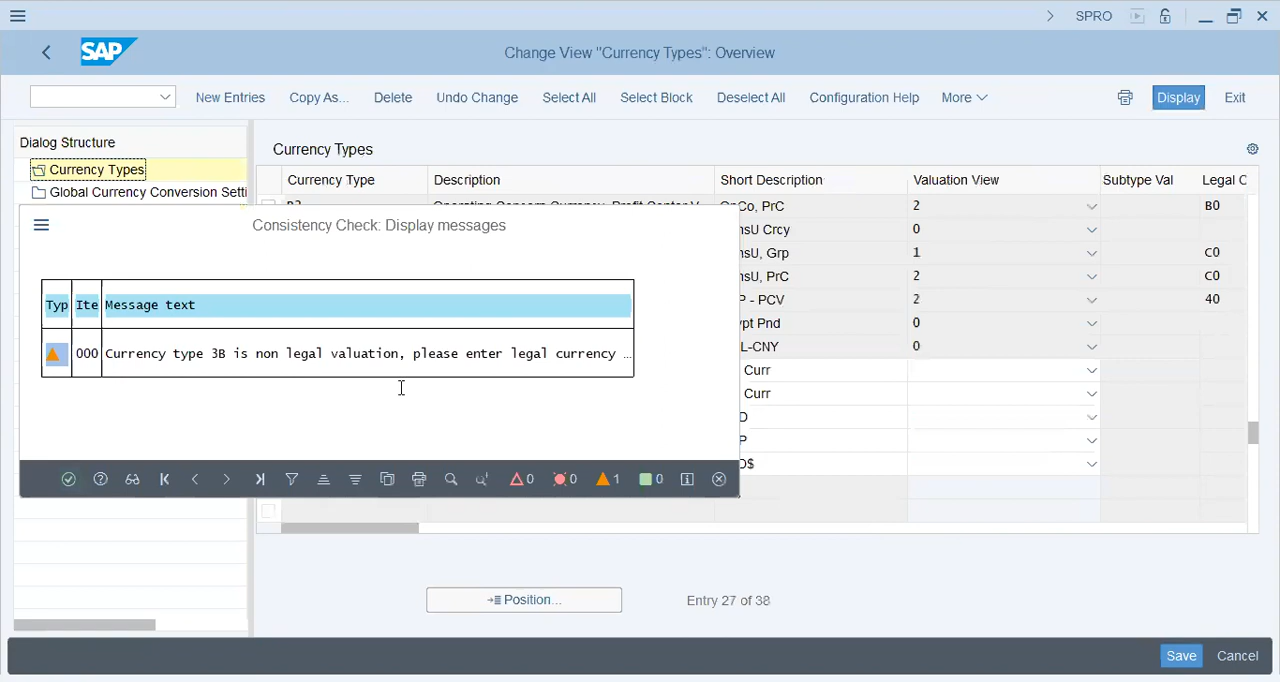 SPRO
SAP
Change View "Currency Types": Overview
New Entries Copy As... Delete Undo Change Select All Select Block Deselect All Configuration Help More Display Exit
Dialog Structure
Currency Types
Global Currency Conversion Setti
Currency Types
Currency Type Description Short Description Valuation View Subtype Val Legal C
OpCo, PrC 2 B0
nsU Crcy 0
nsU, Grp 1 C0
nsU, PrC 2 C0
P - PCV 2 40
ypt Pnd 0
L-CNY 0
Curr
Curr
D
P
D$
Consistency Check: Display messages
Typ Ite Message text
000 Currency type 3B is non legal valuation, please enter legal currency …
0 0 1 0
Position... Entry 27 of 38
Save Cancel